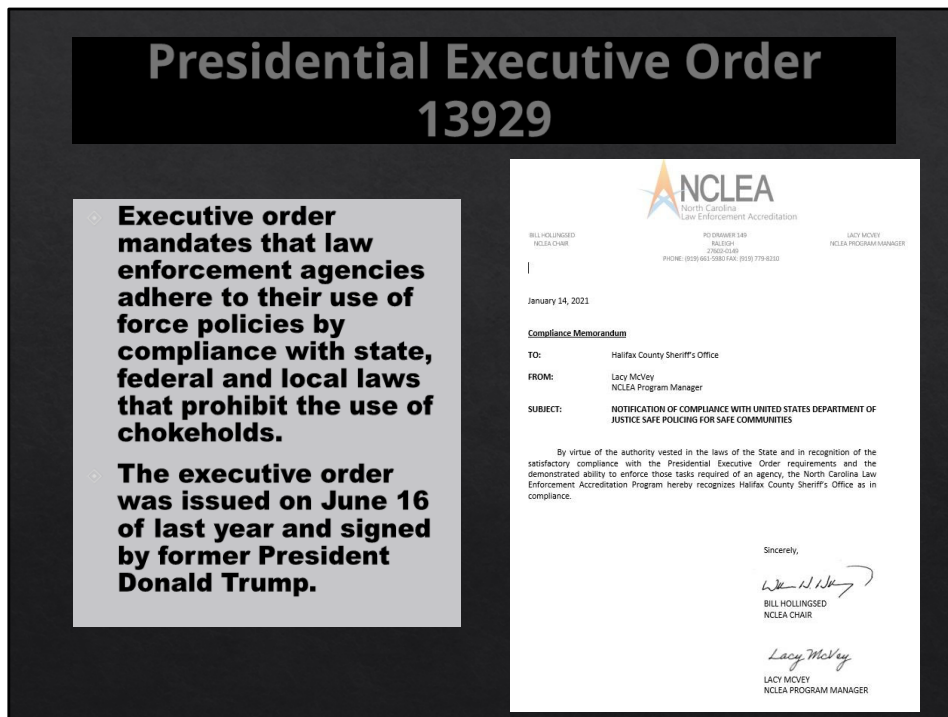 Presidential Executive Order
13929
Executive order
mandates that law
enforcement agencies
adhere to their use of
force policies by
compliance with state,
federal and local laws
that prohibit the use of
chokeholds.
The executive order
was issued on June 16
of last year and signed
by former President
Donald Trump.
NCLEA
North Carolina
Law Enforcement Accreditation
BILL HOLLINGSED
NCLEA CHAIR
PO DRAWER 149
RALEIGH
27602-0149
PHONE: (919) 661-5980 FAX: (919) 779-8210
LACY MCVEY
NCLEA PROGRAM MANAGER
January 14, 2021
Compliance Memorandum
TO: Halifax County Sheriff's Office
FROM: Lacy McVey
NCLEA Program Manager
SUBJECT: NOTIFICATION OF COMPLIANCE WITH UNITED STATES DEPARTMENT OF
JUSTICE SAFE POLICING FOR SAFE COMMUNITIES
By virtue of the authority vested in the laws of the State and in recognition of the
satisfactory compliance with the Presidential Executive Order requirements and the
demonstrated ability to enforce those tasks required of an agency, the North Carolina Law
Enforcement Accreditation Program hereby recognizes Halifax County Sheriff's Office as in
compliance.
Sincerely,
BILL HOLLINGSED
NCLEA CHAIR
Lacy McVey
LACY MCVEY
NCLEA PROGRAM MANAGER